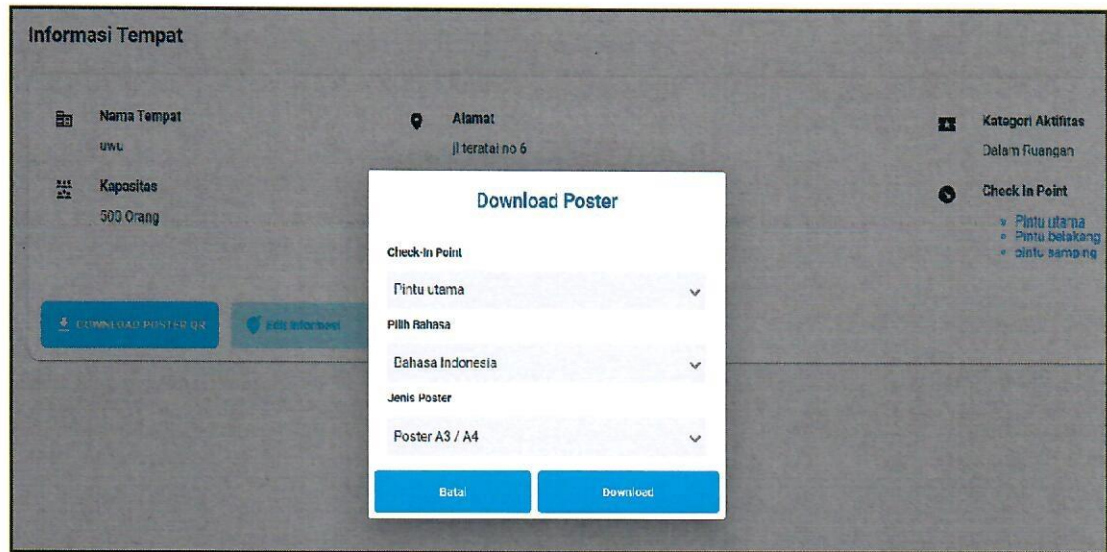 Informasi Tempat
Nama Tempat
uwu
Alamat
jl teratai no 6
Kategori Aktifitas
Dalam Ruangan
Kapasitas
500 Orang
Check In Point
Pintu utama
Pintu belakang
pintu samping
DOWNLOAD POSTER QR
Edit Informasi
Download Poster
Check-In Point
Pintu utama
Pilih Bahasa
Bahasa Indonesia
Jenis Poster
Poster A3 / A4
Batal
Download